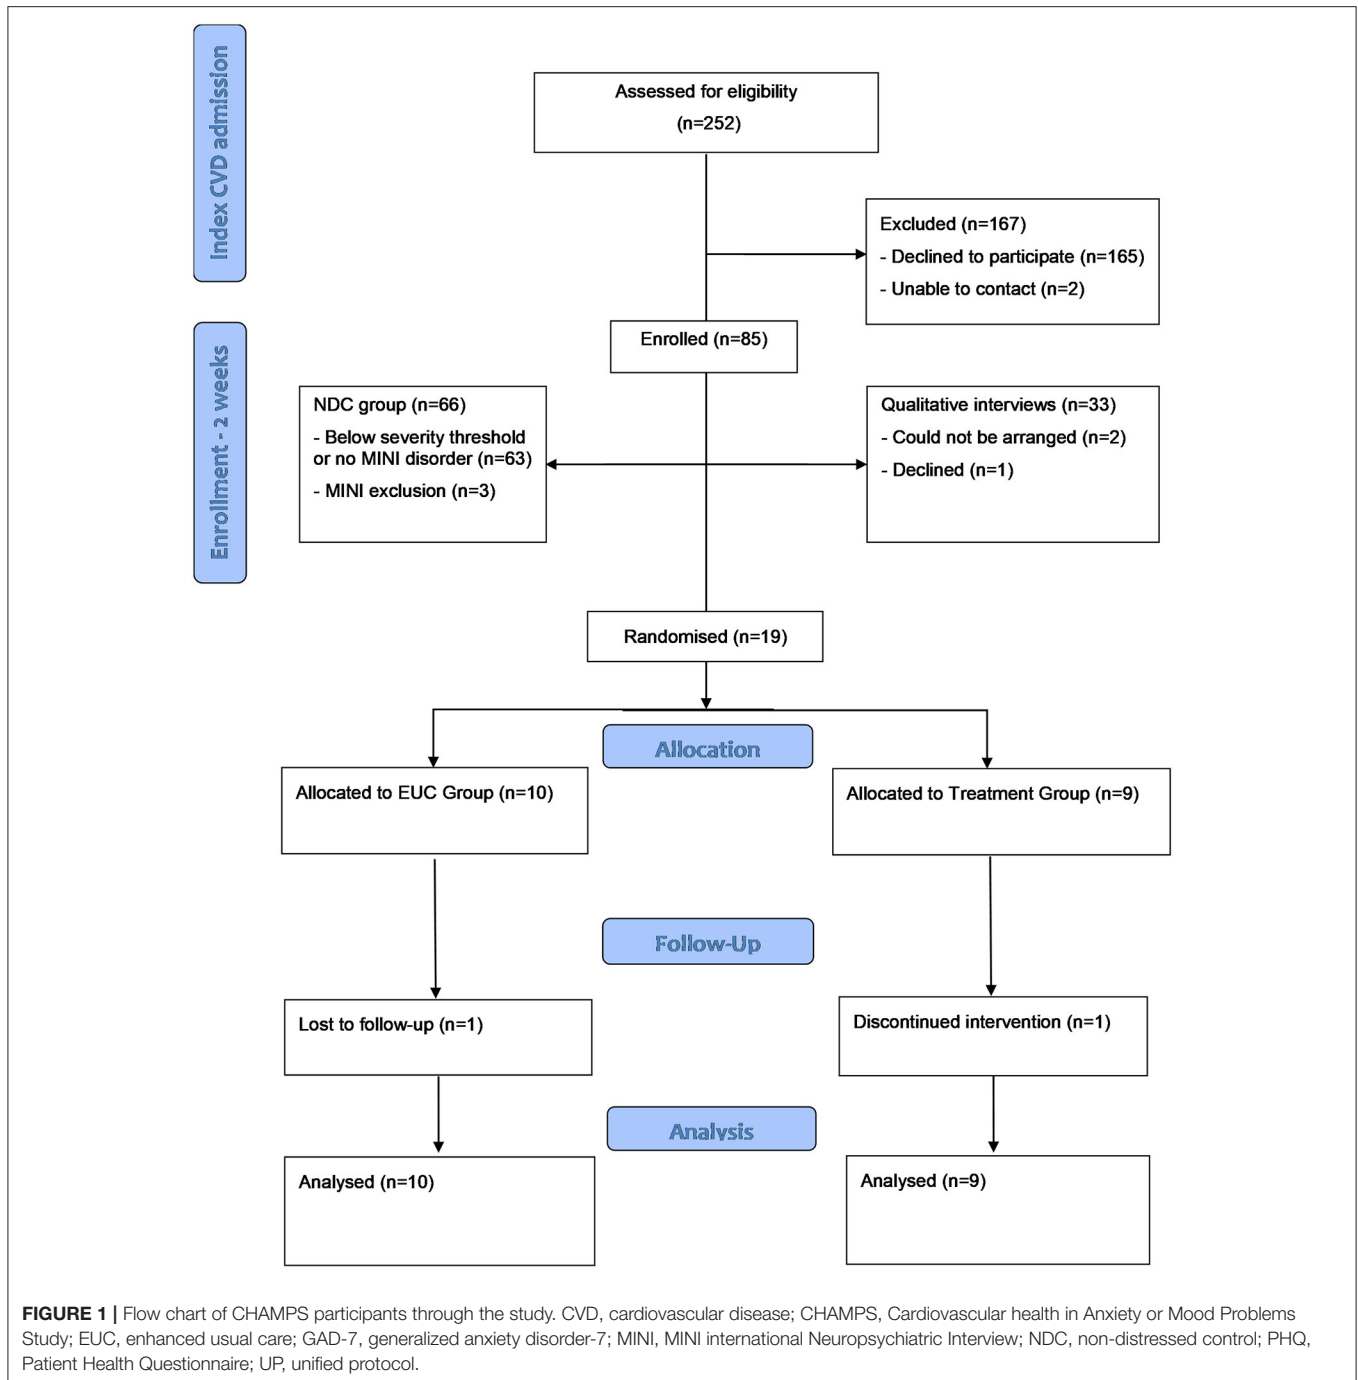 Index CVD admission
Assessed for eligibility
(n=252)
Excluded (n=167)
- Declined to participate (n=165)
- Unable to contact (n=2)
Enrollment - 2 weeks
Enrolled (n=85)
NDC group (n=66)
- Below severity threshold
or no MINI disorder (n=63)
- MINI exclusion (n=3)
Qualitative interviews (n=33)
- Could not be arranged (n=2)
- Declined (n=1)
Randomised (n=19)
Allocation
Allocated to EUC Group (n=10)
Allocated to Treatment Group (n=9)
Follow-Up
Lost to follow-up (n=1)
Discontinued intervention (n=1)
Analysis
Analysed (n=10)
Analysed (n=9)
FIGURE 1 | Flow chart of CHAMPS participants through the study. CVD, cardiovascular disease; CHAMPS, Cardiovascular health in Anxiety or Mood Problems
Study; EUC, enhanced usual care; GAD-7, generalized anxiety disorder-7; MINI, MINI international Neuropsychiatric Interview; NDC, non-distressed control; PHQ,
Patient Health Questionnaire; UP, unified protocol.